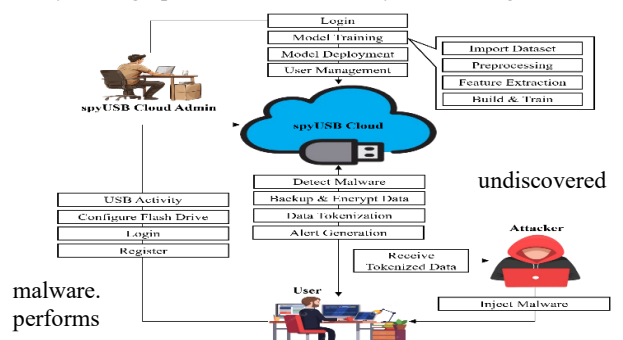 Login
Model Training
Model Deployment
User Management
Import Dataset
Preprocessing
Feature Extraction
Build & Train
spyUSB Cloud Admin
spyUSB Cloud
Detect Malware
Backup & Encrypt Data
Data Tokenization
Alert Generation
USB Activity
Configure Flash Drive
Login
Register
undiscovered
Attacker
Receive
Tokenized Data
Inject Malware
User
malware.
performs